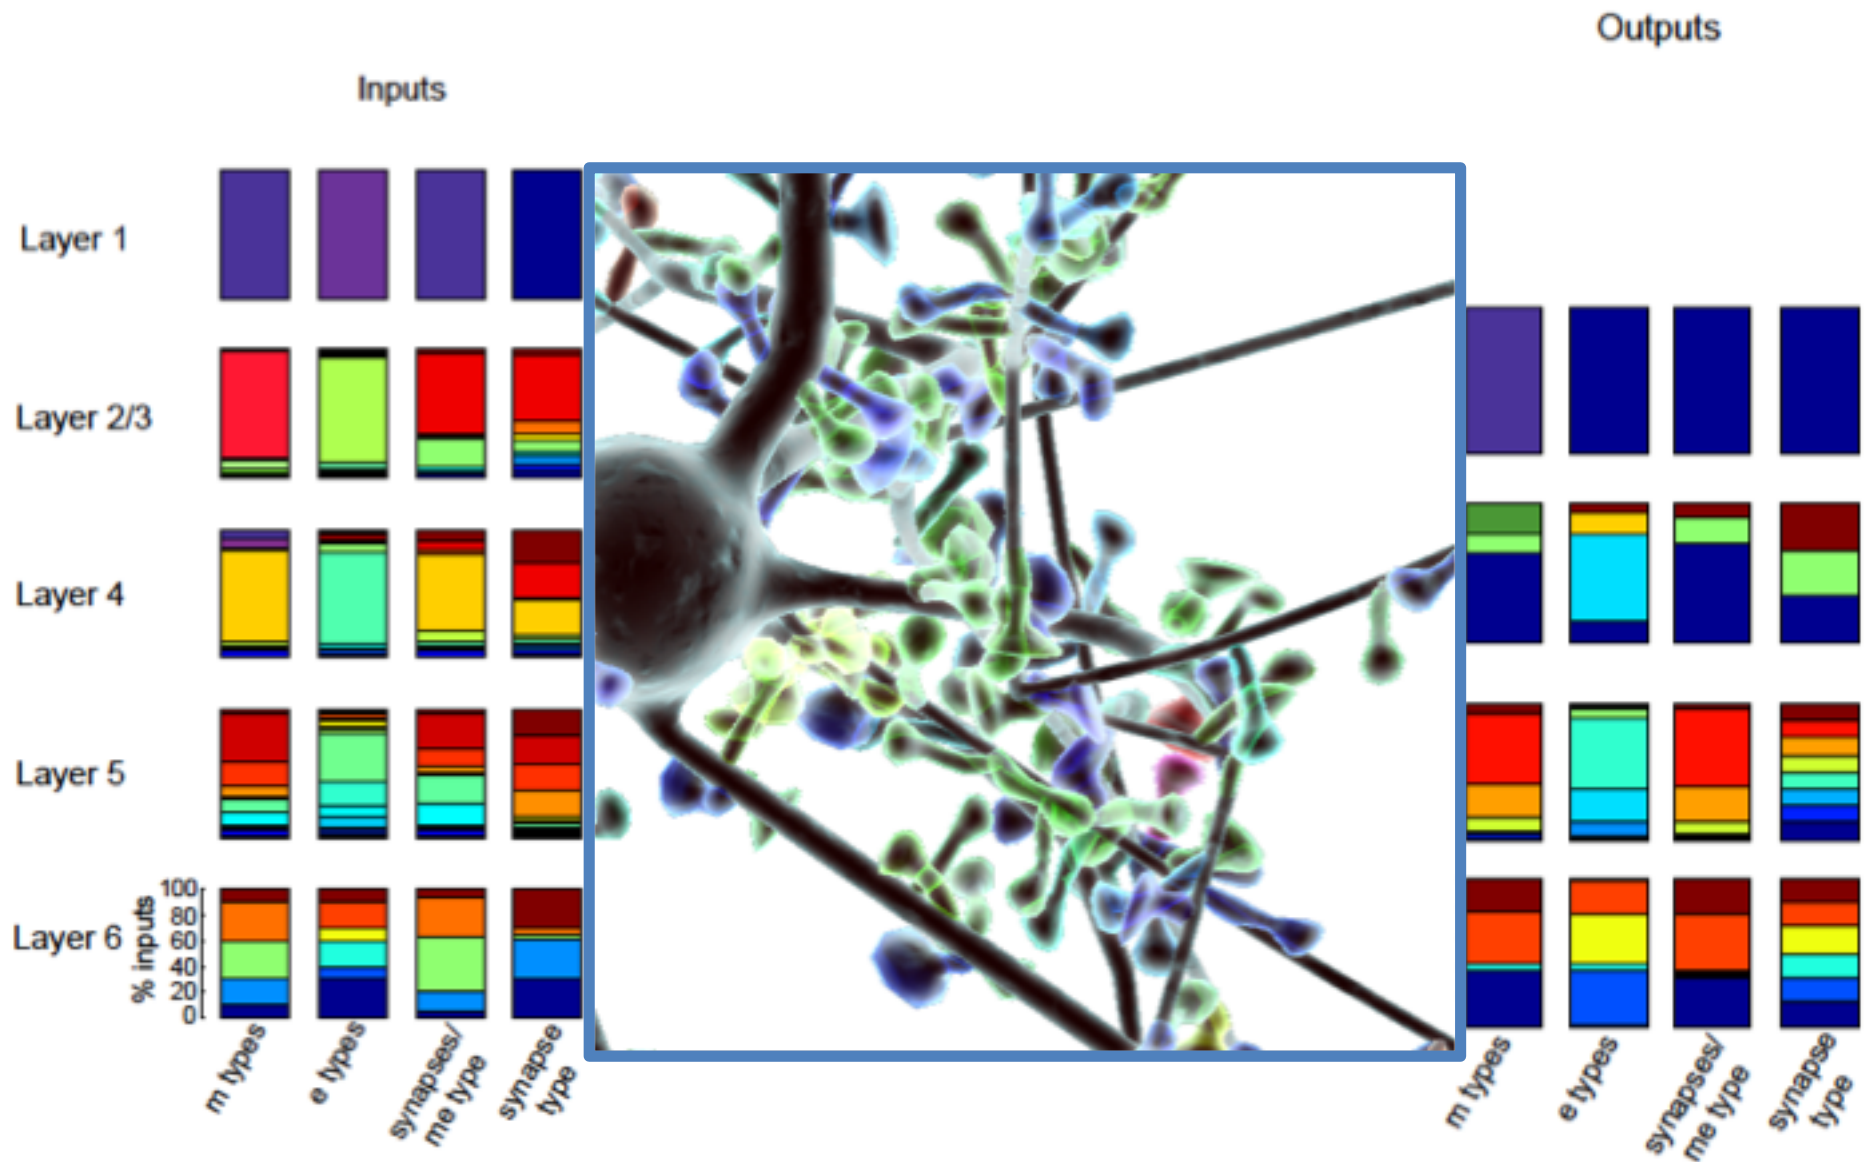 Outputs
Inputs
Layer 1
Layer 2/3
Layer 4
Layer 5
Layer 6
% inputs
100
80
60
40
20
0
m types
e types
synapses/
me type
synapse
type
m types
e types
synapses/
me type
synapse
type